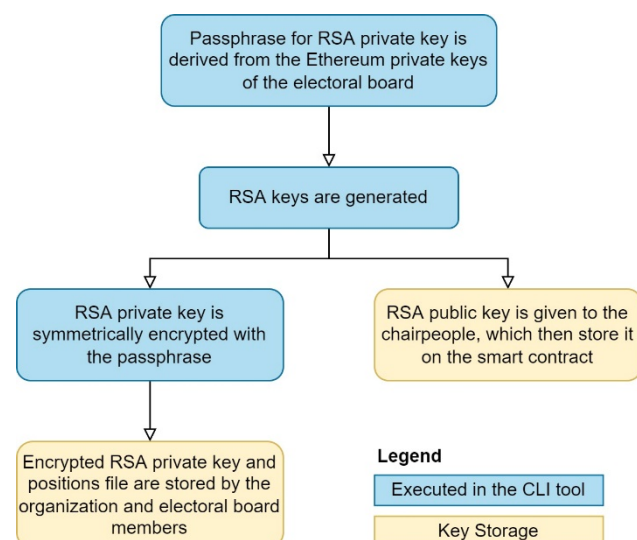 Passphrase for RSA private key is
derived from the Ethereum private keys
of the electoral board
RSA keys are generated
RSA private key is
symmetrically encrypted with
the passphrase
RSA public key is given to the
chairpeople, which then store it
on the smart contract
Encrypted RSA private key and
positions file are stored by the
organization and electoral board
members
Legend
Executed in the CLI tool
Key Storage